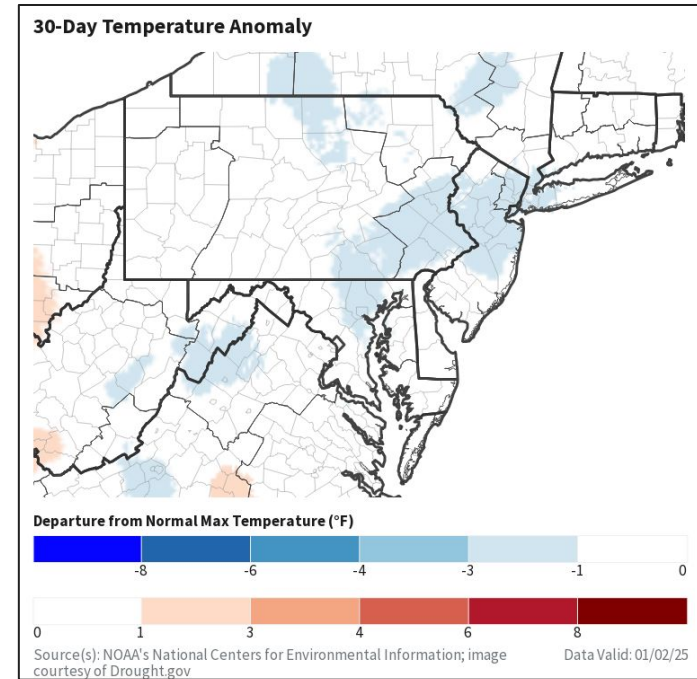 30-Day Temperature Anomaly
Departure from Normal Max Temperature (°F)
-8 -6 -4 -3 -1 0
0 1 3 4 6 8
Source(s): NOAA's National Centers for Environmental Information; image
courtesy of Drought.gov
Data Valid: 01/02/25